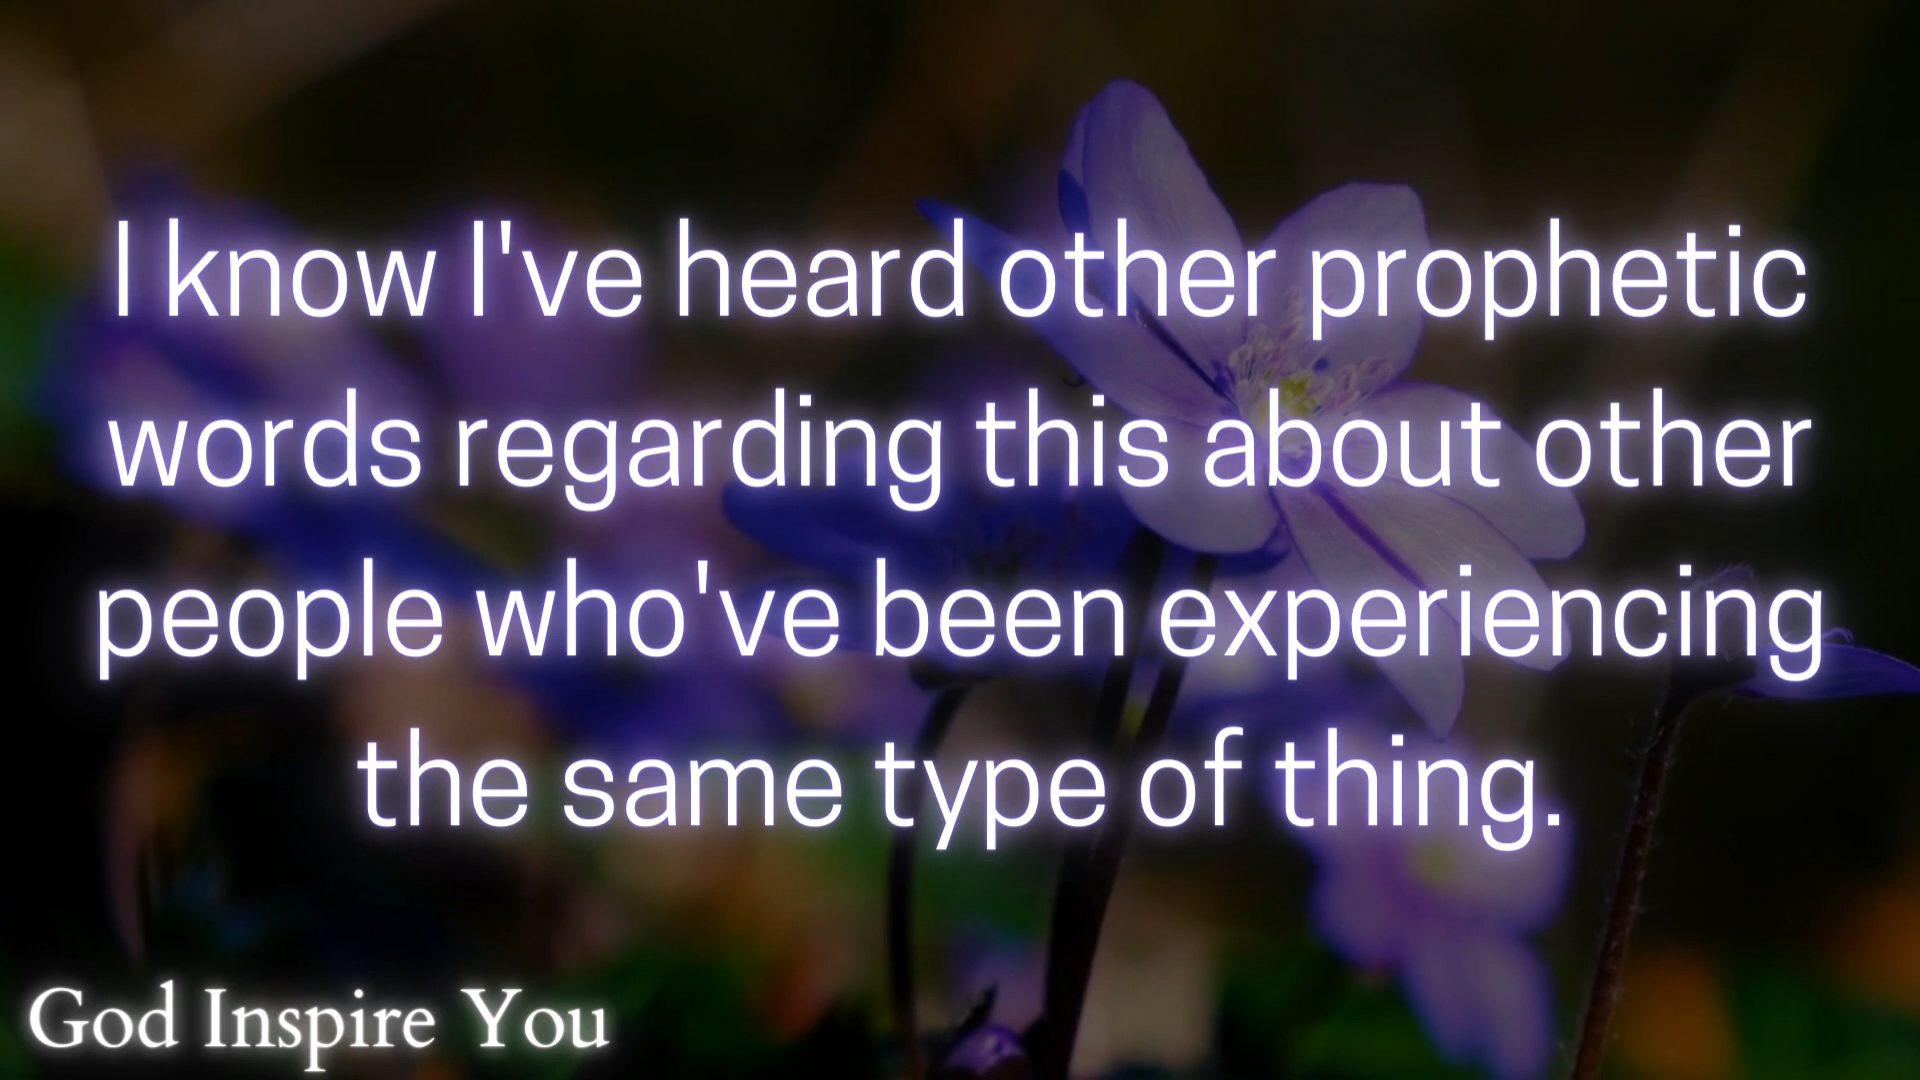 I know I've heard other prophetic
words regarding this about other
people who've been experiencing
the same type of thing.
God Inspire You